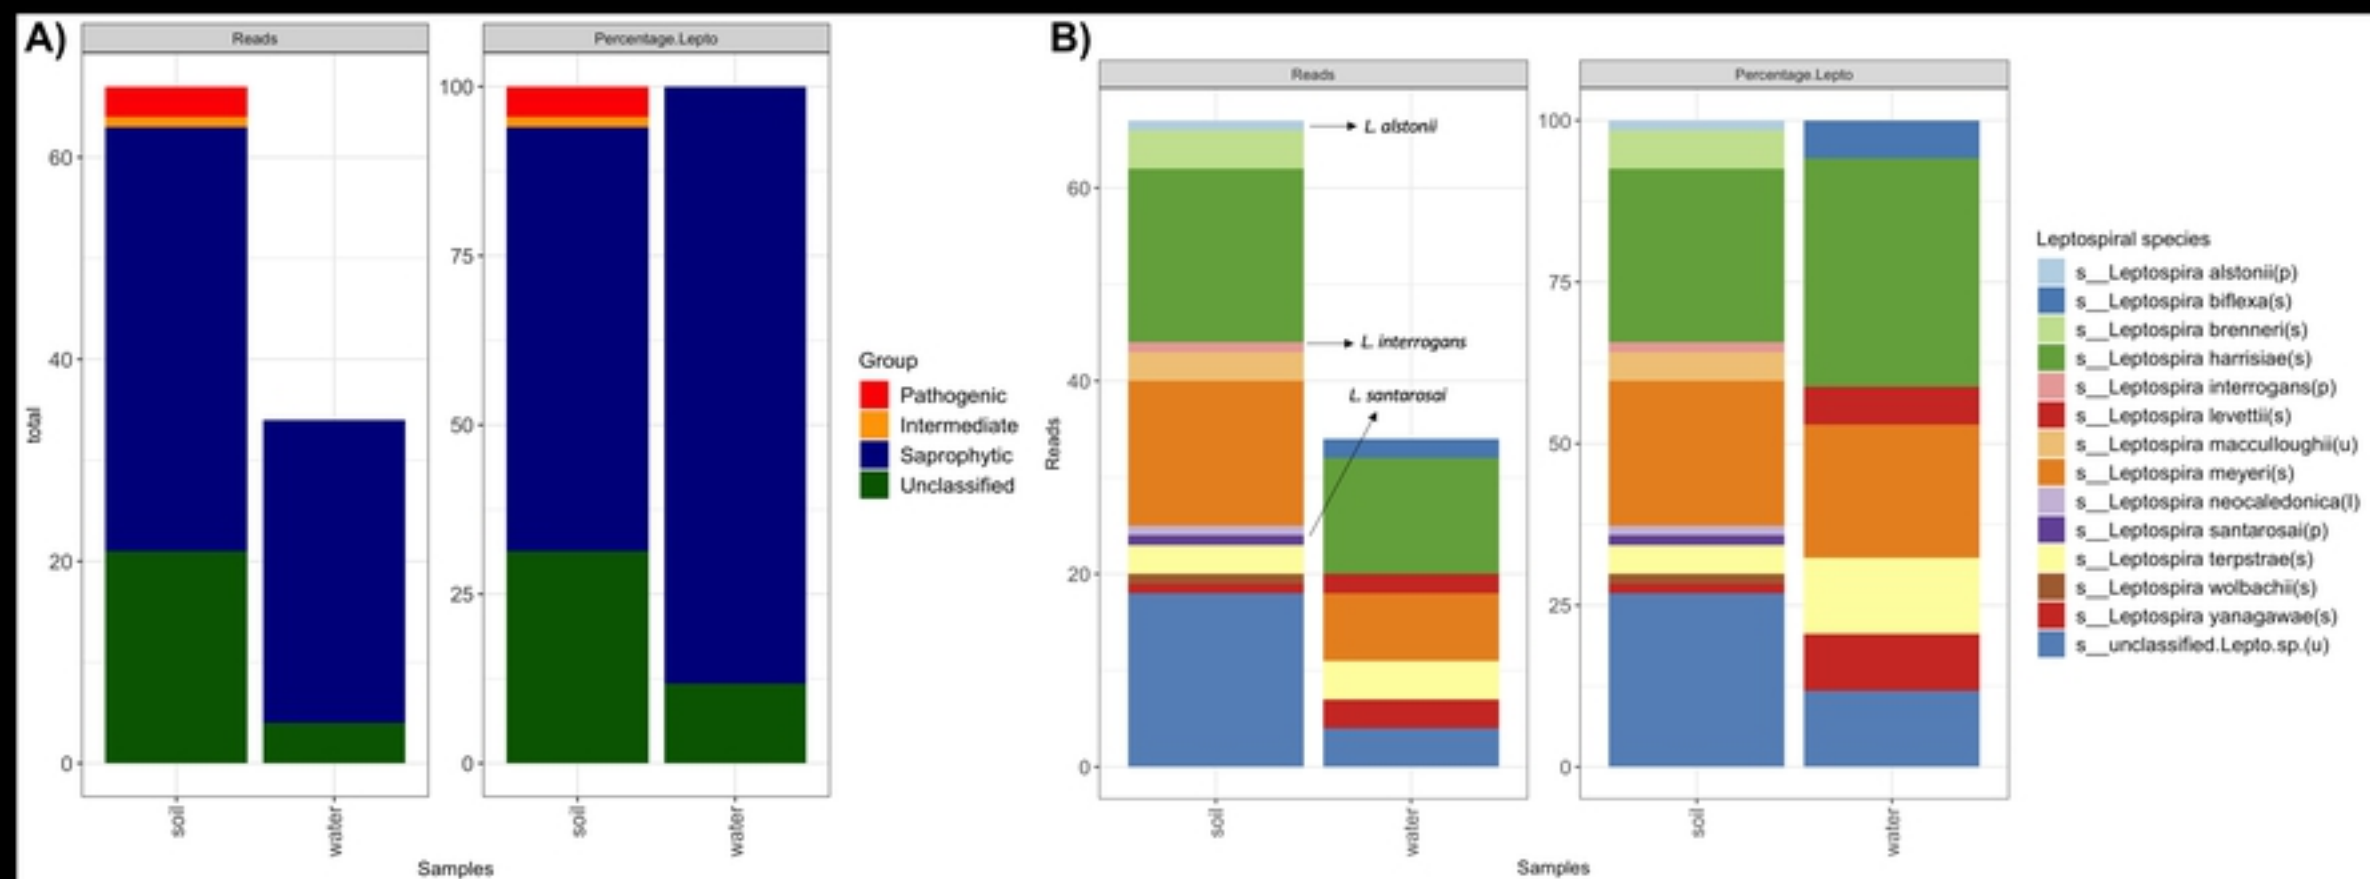 A)
Reads
Percentage.Lepto
total
60
40
20
0
100
75
50
25
0
soil
water
soil
water
Samples
Group
Pathogenic
Intermediate
Saprophytic
Unclassified
B)
Reads
Percentage.Lepto
Reads
60
40
20
0
L. alstonii
L. interrogans
L. santarosai
100
75
50
25
0
soil
water
soil
water
Samples
Leptospiral species
s__Leptospira alstonii(p)
s__Leptospira biflexa(s)
s__Leptospira brenneri(s)
s__Leptospira harrisiae(s)
s__Leptospira interrogans(p)
s__Leptospira levettii(s)
s__Leptospira macculloughii(u)
s__Leptospira meyeri(s)
s__Leptospira neocaledonica(I)
s__Leptospira santarosai(p)
s__Leptospira terpstrae(s)
s__Leptospira wolbachii(s)
s__Leptospira yanagawae(s)
s__unclassified.Lepto.sp.(u)